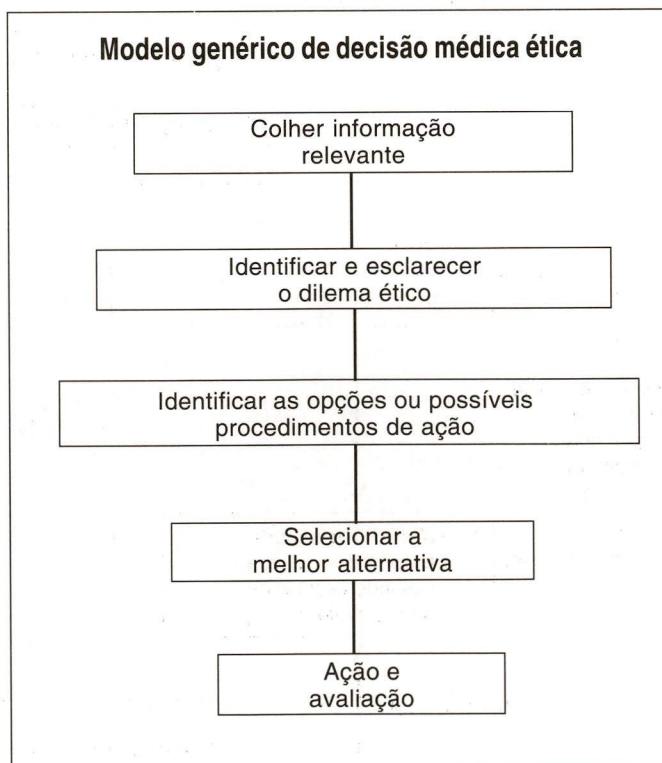 Modelo genérico de decisão médica ética
Colher informação
relevante
Identificar e esclarecer
o dilema ético
Identificar as opções ou possíveis
procedimentos de ação
Selecionar a
melhor alternativa
Ação e
avaliação